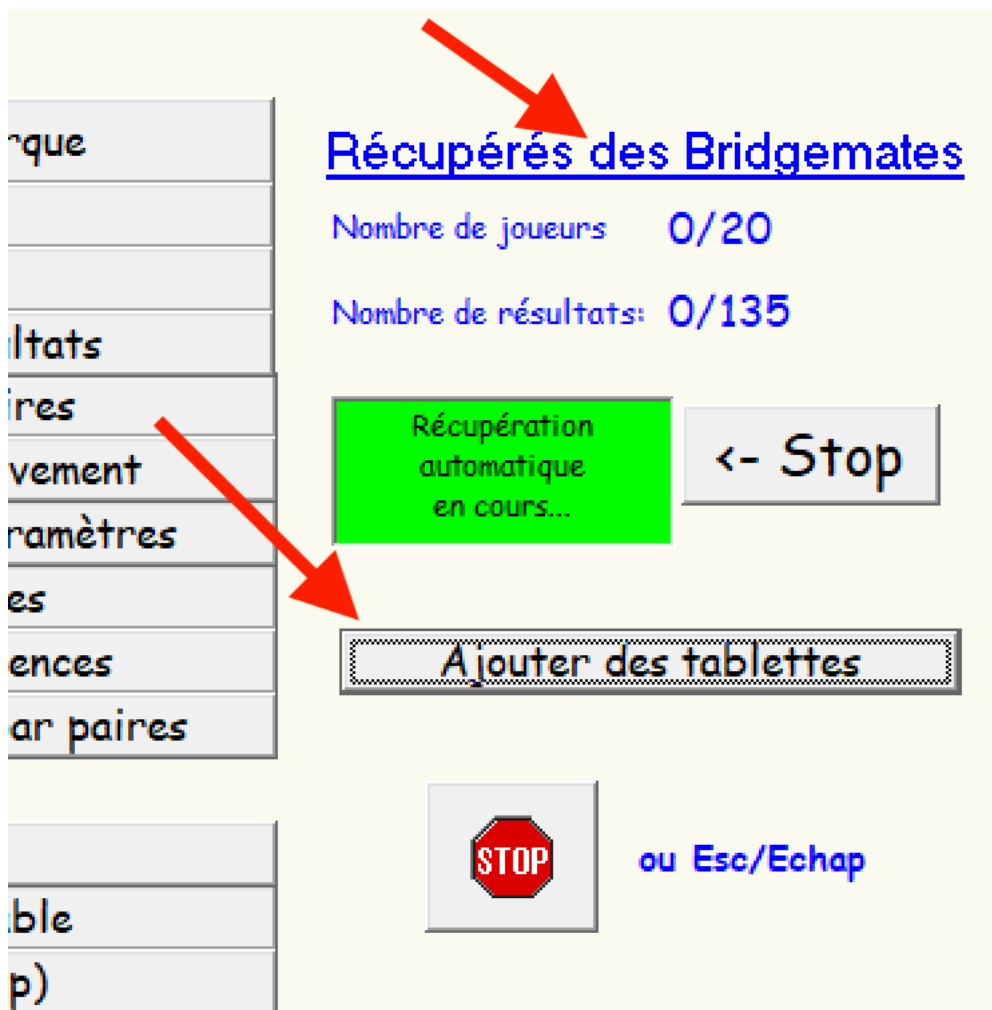 rque
Récupérés des Bridgemates
Nombre de joueurs 0/20
Nombre de résultats: 0/135
ltats
ires
vement
ramètres
es
ences
ar paires
Récupération
automatique
en cours...
<- Stop
Ajouter des tablettes
STOP
ou Esc/Echap
ble
p)